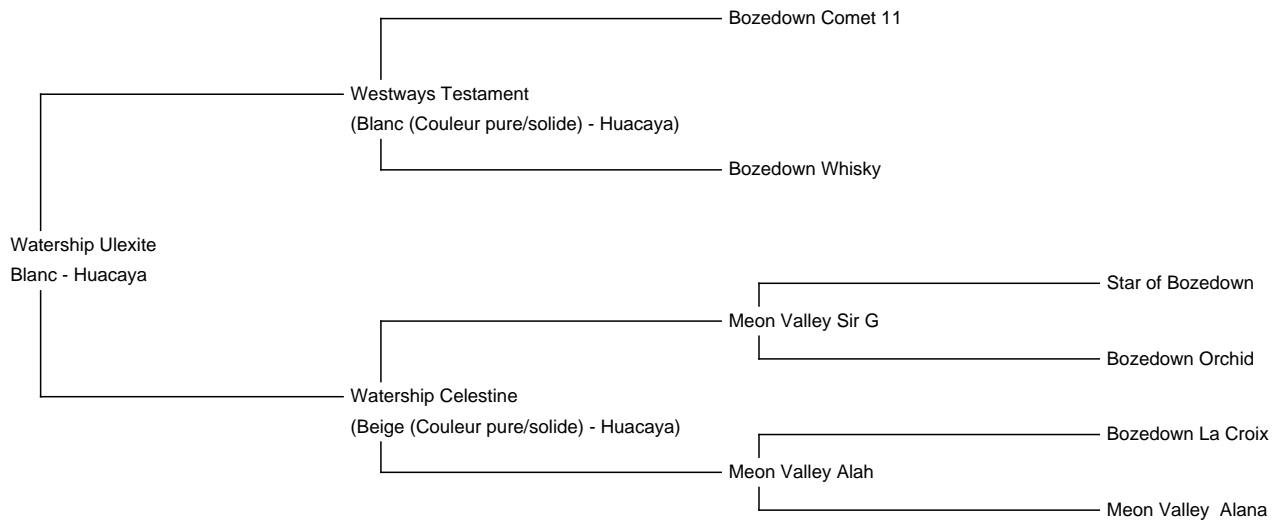 Bozedown Comet 11
Westways Testament
(Blanc (Couleur pure/solide) - Huacaya)
Bozedown Whisky
Watership Ulexite
Blanc - Huacaya
Star of Bozedown
Meon Valley Sir G
Bozedown Orchid
Watership Celestine
(Beige (Couleur pure/solide) - Huacaya)
Bozedown La Croix
Meon Valley Alah
Meon Valley  Alana